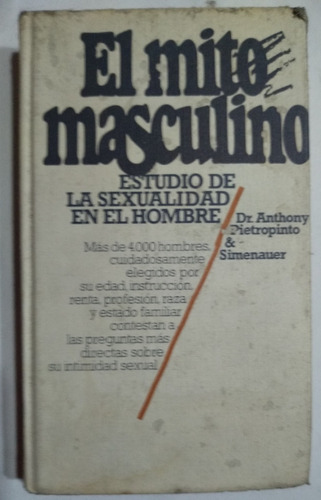 El mito
masculino
ESTUDIO DE
LA SEXUALIDAD
EN EL HOMBRE
Dr. Anthony
Pietropinto
&
Simenauer
Más de 4.000 hombres,
cuidadosamente
elegidos por
su edad, instrucción,
renta, profesión, raza
y estado familiar
contestan a
las preguntas más
directas sobre
su intimidad sexual.